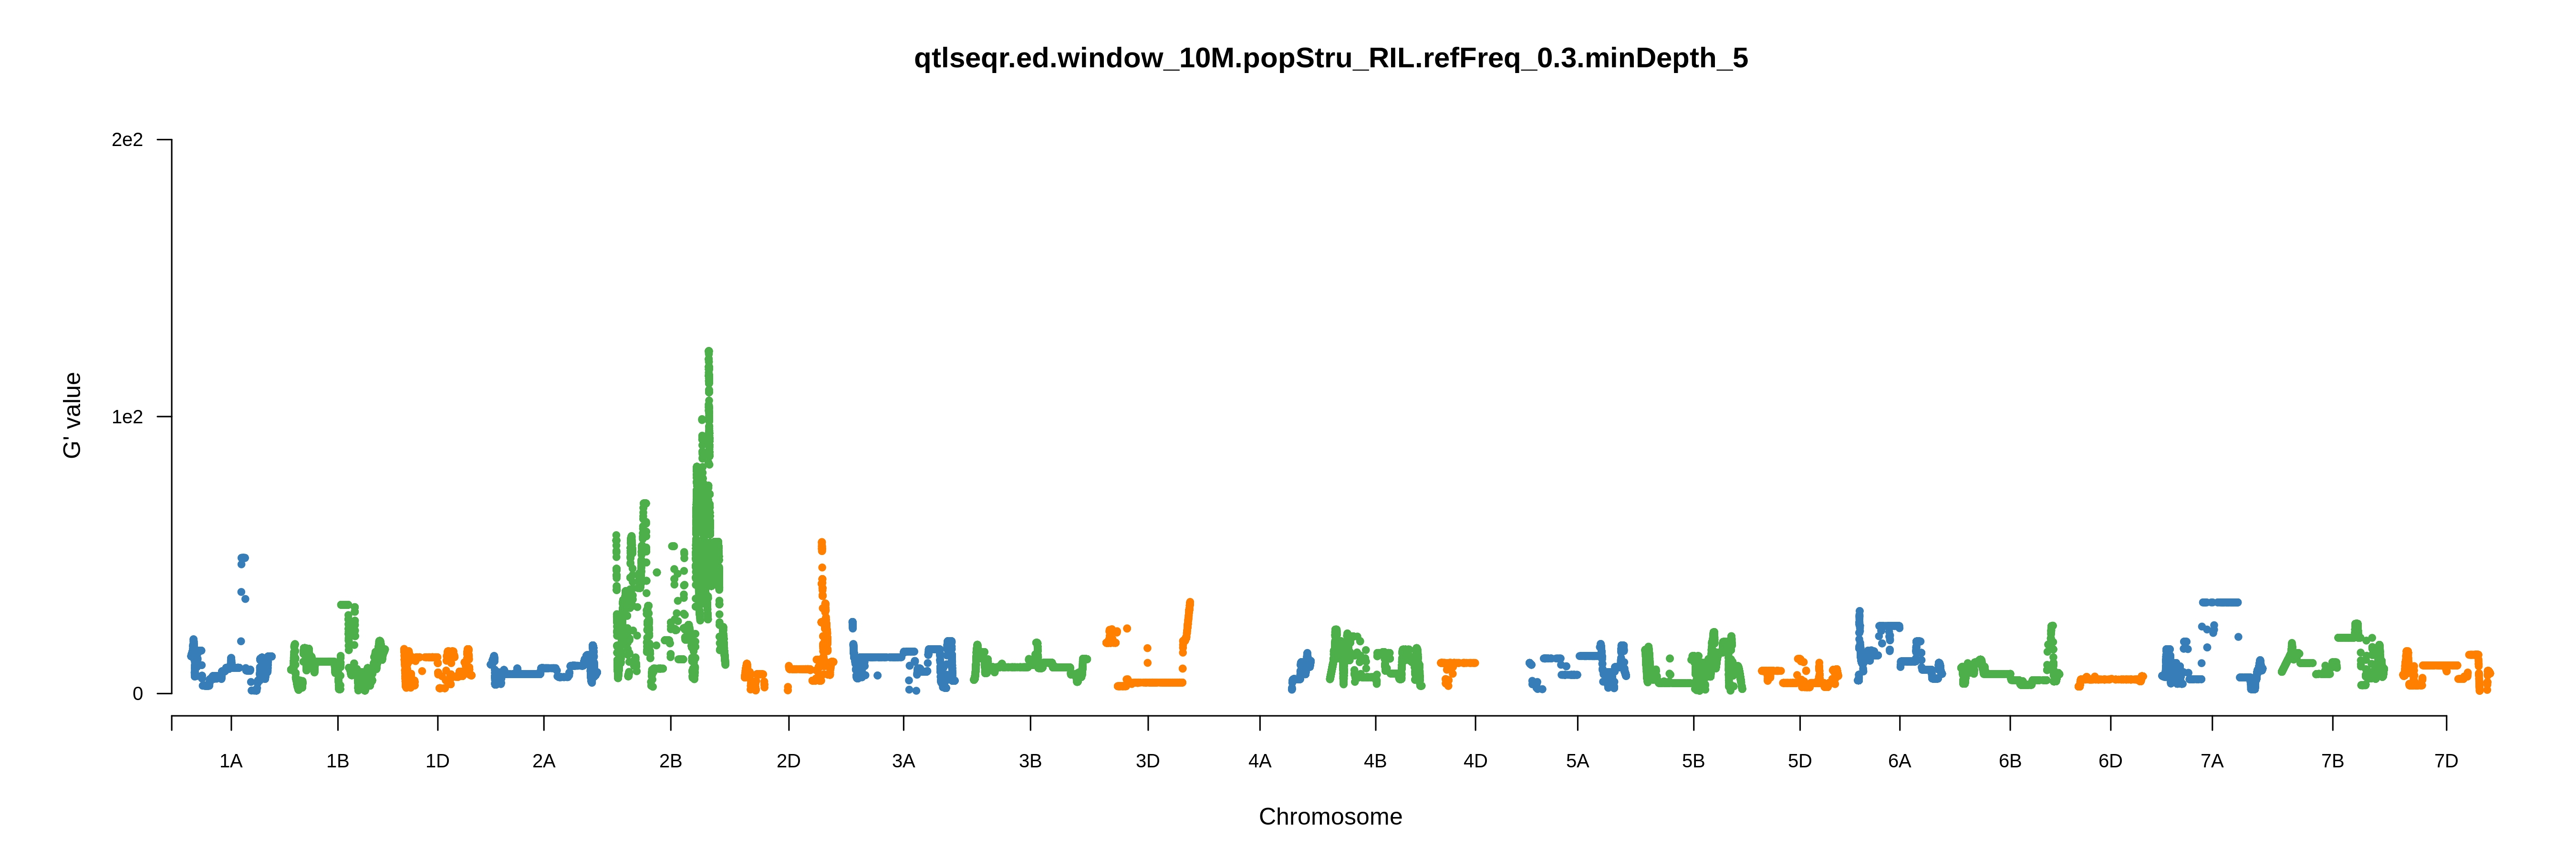 qtlseqr.ed.window_10M.popStru_RIL.refFreq_0.3.minDepth_5
2e2
1e2
0
G' value
1A 1B 1D 2A 2B 2D 3A 3B 3D 4A 4B 4D 5A 5B 5D 6A 6B 6D 7A 7B 7D
Chromosome